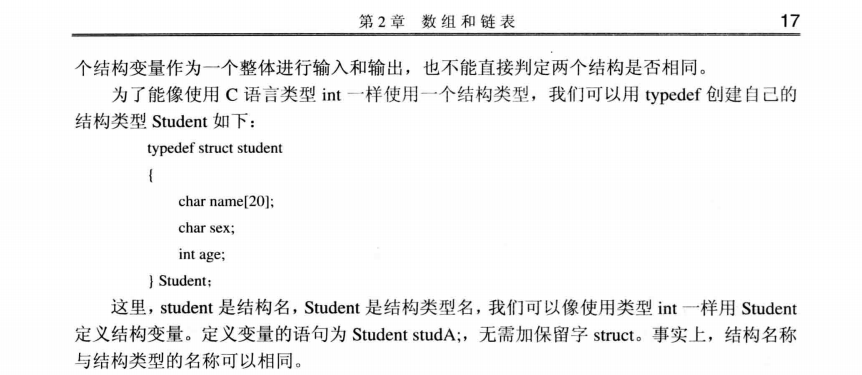 第 2 章 数 组 和 链 表 17
个结构变量作为一个整体进行输入和输出，也不能直接判定两个结构是否相同。
为了能像使用 C 语言类型 int 一样使用一个结构类型，我们可以用 typedef 创建自己的
结构类型 Student 如下：
typedef struct student
{
char name[20];
char sex;
int age;
} Student;
这里，student 是结构名，Student 是结构类型名，我们可以像使用类型 int 一样用 Student
定义结构变量。定义变量的语句为 Student studA;，无需加保留字 struct。事实上，结构名称
与结构类型的名称可以相同。